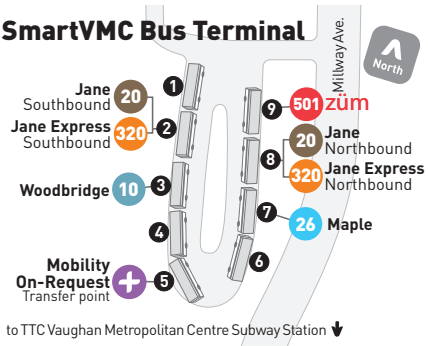 SmartVMC Bus Terminal
Millway Ave.
North
1
Jane
Southbound
20
Jane Express
Southbound
320
2
Woodbridge
10
3
4
Mobility
On-Request
Transfer point
+
5
9
501 züm
8
20
Jane
Northbound
320
Jane Express
Northbound
7
26
Maple
6
to TTC Vaughan Metropolitan Centre Subway Station